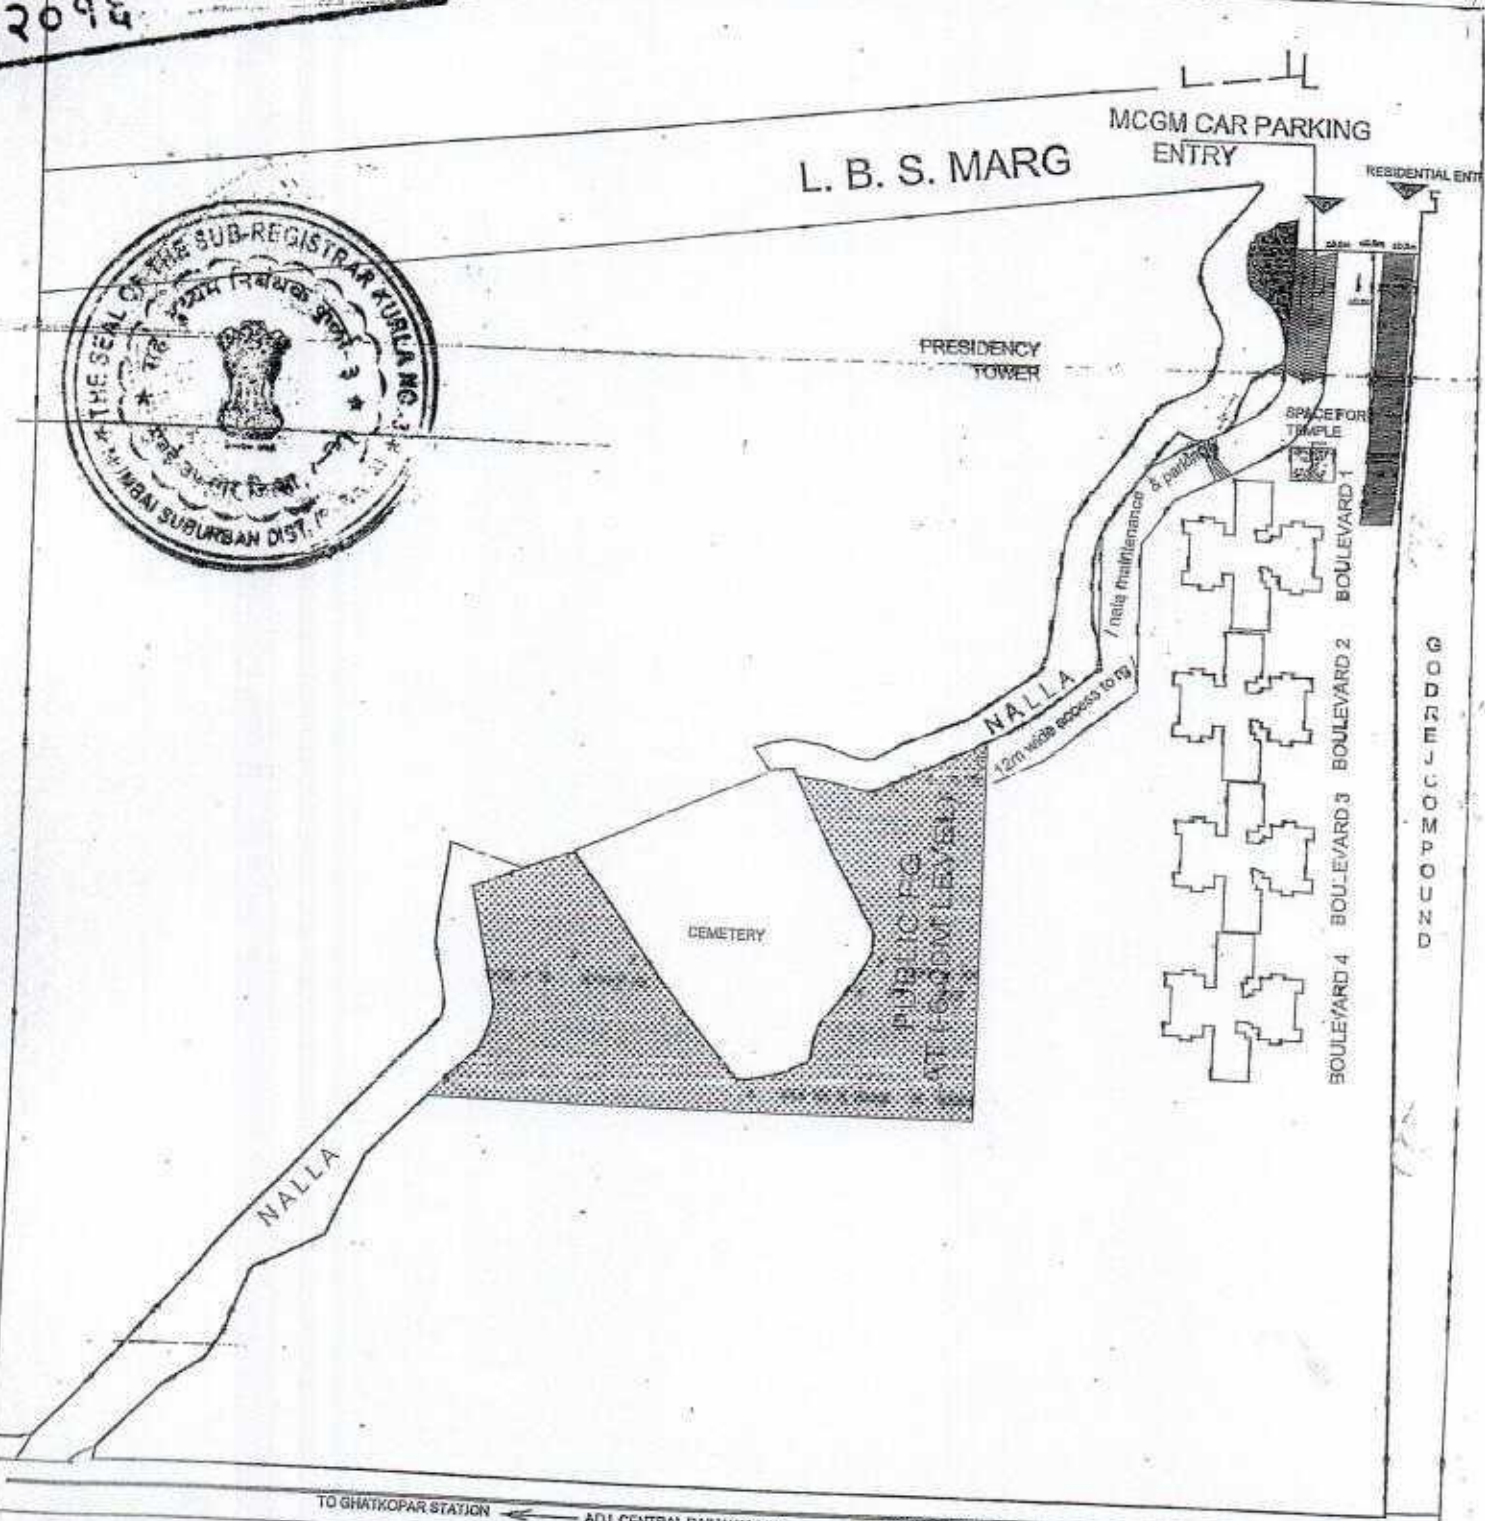 २०१६
MCGM CAR PARKING
ENTRY
RESIDENTIAL ENT
L. B. S. MARG
THE SEAL OF THE SUB-REGISTRAR KURLA NO. 3
MUMBAI SUBURBAN DIST.
PRESIDENCY
TOWER
SPACE FOR
TEMPLE
& parking
/ nala maintenance
12m wide access to rg
NALLA
BOULEVARD 1
BOULEVARD 2
BOULEVARD 3
BOULEVARD 4
GODREJ COMPOUND
CEMETERY
PUBLIC RG
NALLA
TO GHATKOPAR STATION